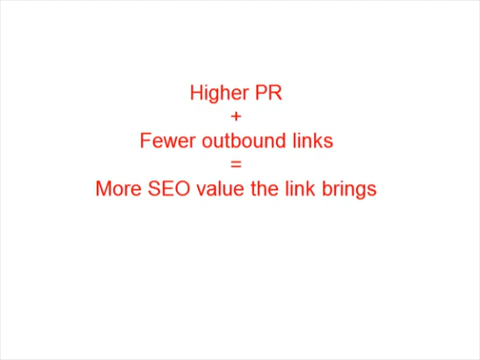 Higher PR
+
Fewer outbound links
=
More SEO value the link brings